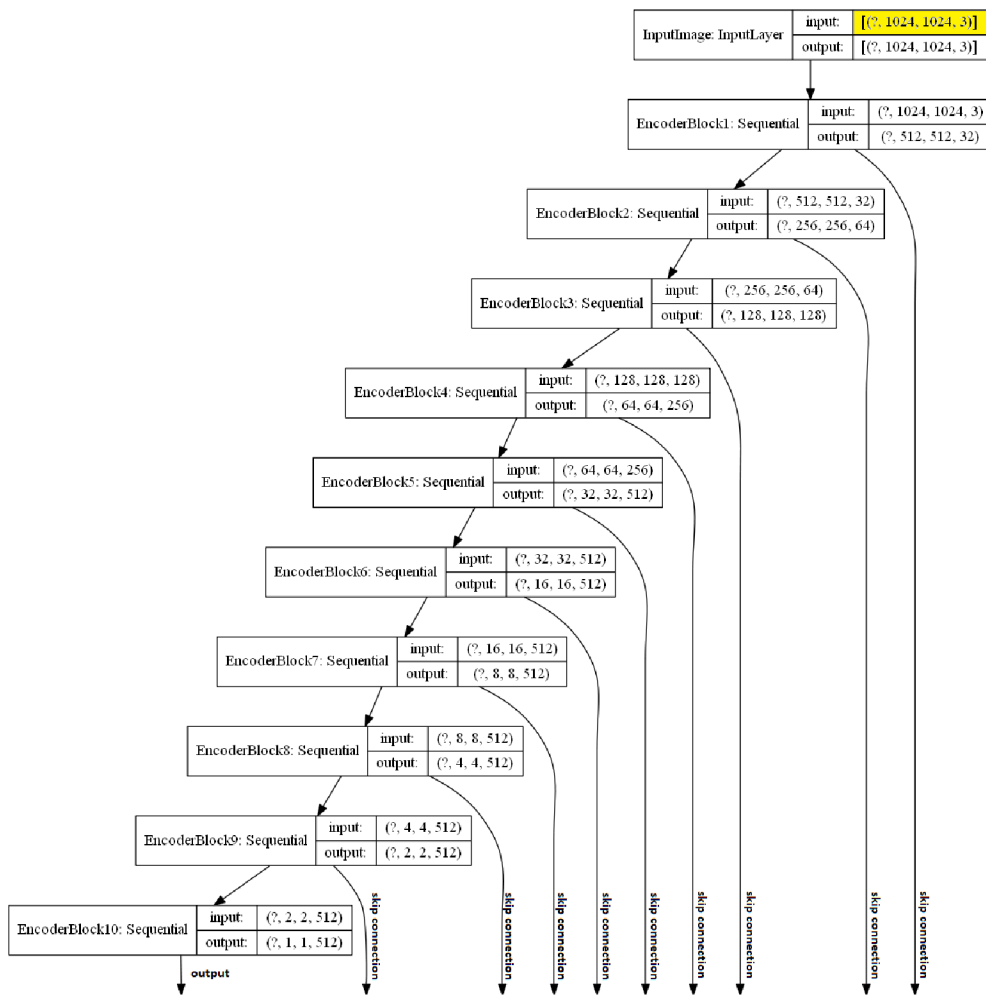 InputImage: InputLayer
input: [(?, 1024, 1024, 3)]
output: [(?, 1024, 1024, 3)]
EncoderBlock1: Sequential
input: (?, 1024, 1024, 3)
output: (?, 512, 512, 32)
EncoderBlock2: Sequential
input: (?, 512, 512, 32)
output: (?, 256, 256, 64)
EncoderBlock3: Sequential
input: (?, 256, 256, 64)
output: (?, 128, 128, 128)
EncoderBlock4: Sequential
input: (?, 128, 128, 128)
output: (?, 64, 64, 256)
EncoderBlock5: Sequential
input: (?, 64, 64, 256)
output: (?, 32, 32, 512)
EncoderBlock6: Sequential
input: (?, 32, 32, 512)
output: (?, 16, 16, 512)
EncoderBlock7: Sequential
input: (?, 16, 16, 512)
output: (?, 8, 8, 512)
EncoderBlock8: Sequential
input: (?, 8, 8, 512)
output: (?, 4, 4, 512)
EncoderBlock9: Sequential
input: (?, 4, 4, 512)
output: (?, 2, 2, 512)
EncoderBlock10: Sequential
input: (?, 2, 2, 512)
output: (?, 1, 1, 512)
output
skip connection
skip connection
skip connection
skip connection
skip connection
skip connection
skip connection
skip connection
skip connection